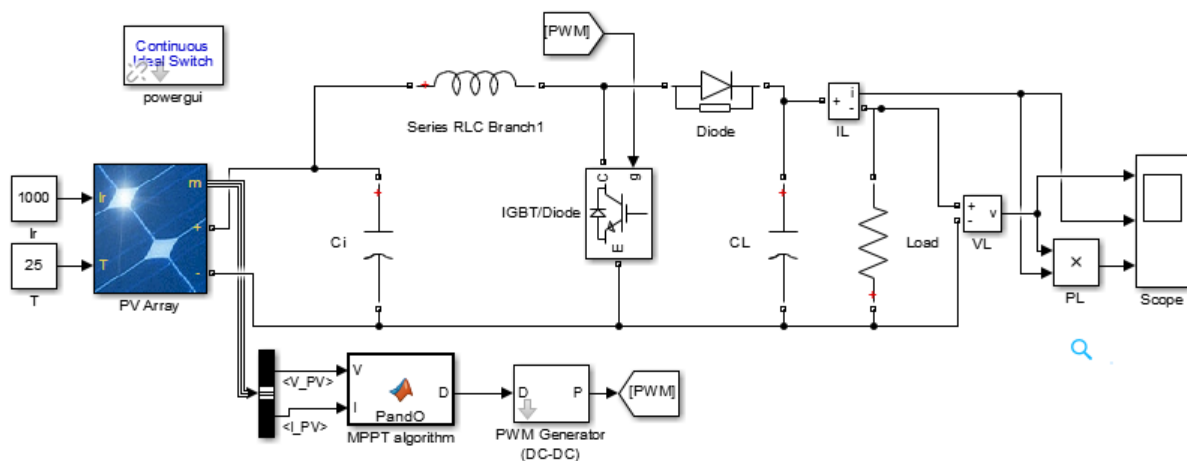 [PWM]
Continuous
Ideal Switch
powergui
Series RLC Branch1
Diode
+
i
-
IL
1000
Ir
25
T
Ir
T
m
+
-
PV Array
Ci
IGBT/Diode
g
C
E
CL
Load
+
-
v
VL
×
PL
Scope
<V_PV>
<I_PV>
V
I
D
PandO
MPPT algorithm
D
P
PWM Generator
(DC-DC)
[PWM]